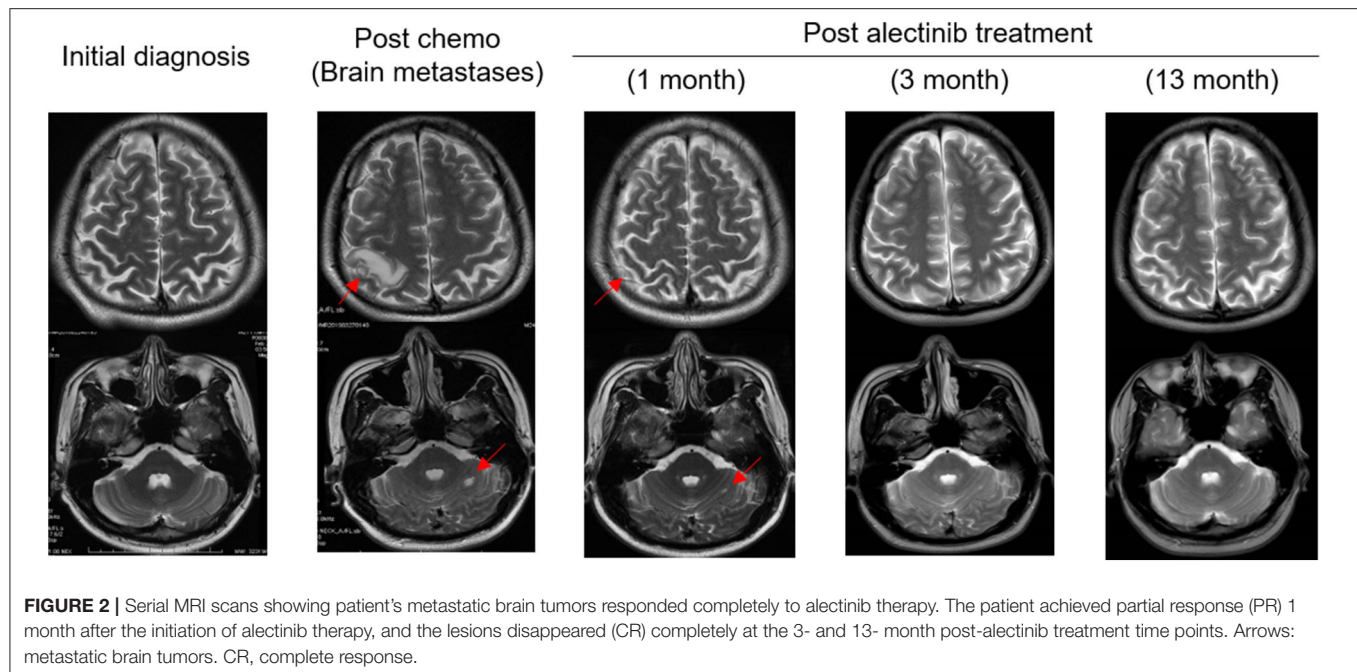 Initial diagnosis
Post chemo
(Brain metastases)
Post alectinib treatment
(1 month)
(3 month)
(13 month)
FIGURE 2 | Serial MRI scans showing patient's metastatic brain tumors responded completely to alectinib therapy. The patient achieved partial response (PR) 1
month after the initiation of alectinib therapy, and the lesions disappeared (CR) completely at the 3- and 13- month post-alectinib treatment time points. Arrows:
metastatic brain tumors. CR, complete response.